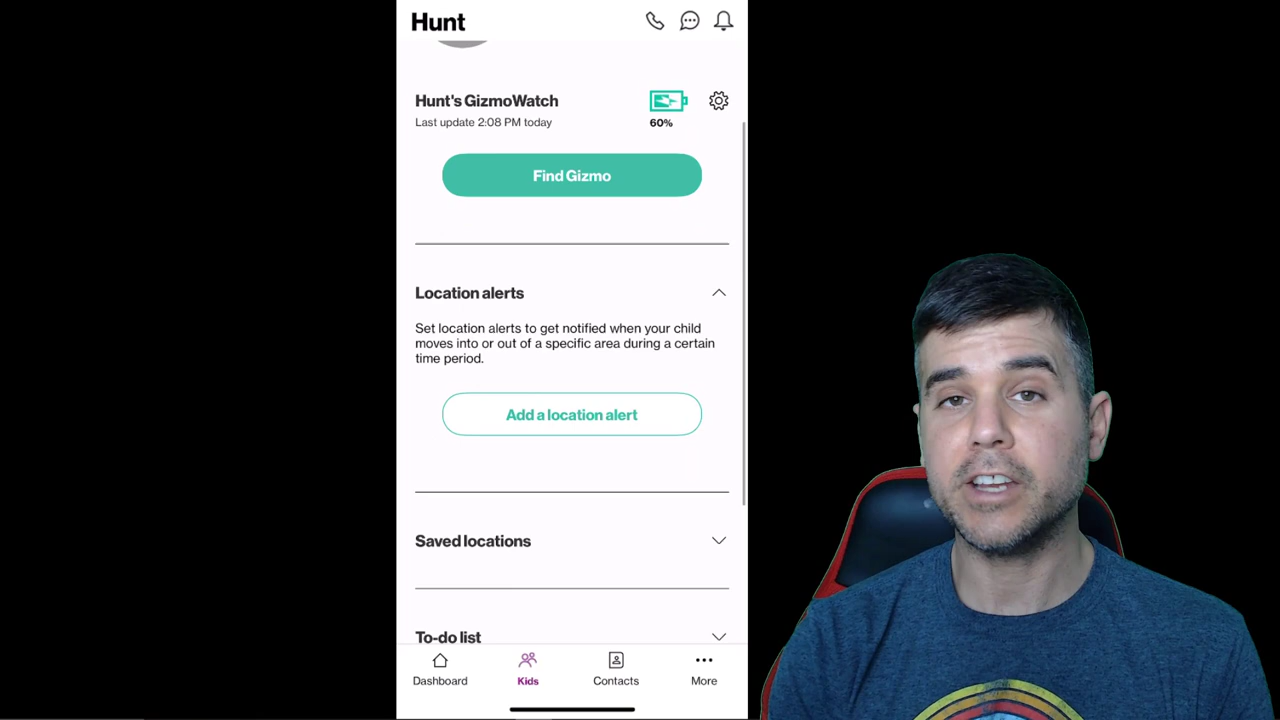 Hunt
Hunt's GizmoWatch
Last update 2:08 PM today
60%
Find Gizmo
Location alerts
Set location alerts to get notified when your child
moves into or out of a specific area during a certain
time period.
Add a location alert
Saved locations
To-do list
Dashboard
Kids
Contacts
More